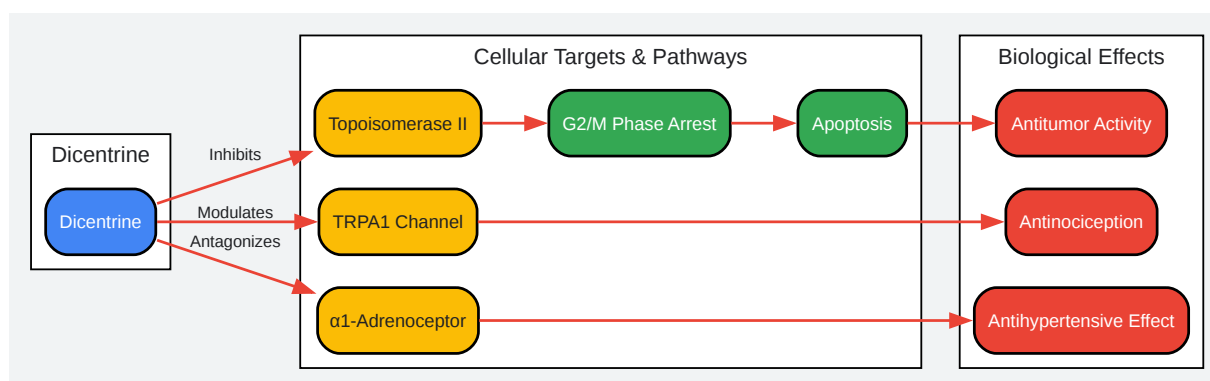 Cellular Targets & Pathways
Biological Effects
Topoisomerase II
G2/M Phase Arrest
Apoptosis
Antitumor Activity
Dicentrine
Inhibits
Dicentrine
Modulates
TRPA1 Channel
Antinociception
Antagonizes
α1-Adrenoceptor
Antihypertensive Effect